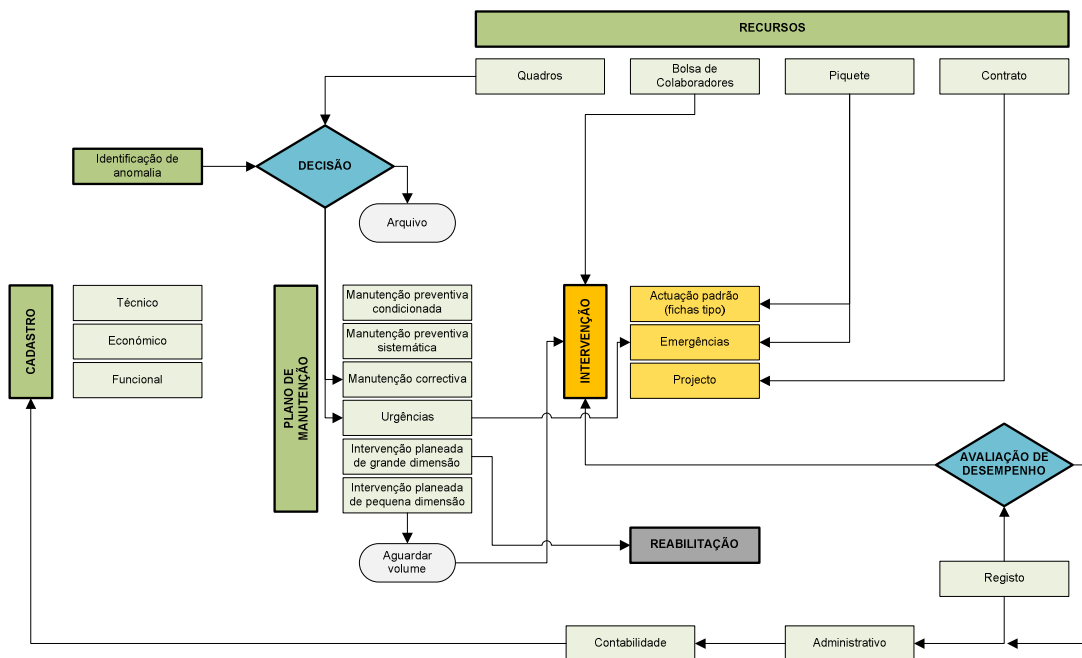 RECURSOS
Quadros
Bolsa de
Colaboradores
Piquete
Contrato
Identificação de
anomalia
DECISÃO
Arquivo
CADASTRO
Técnico
Económico
Funcional
PLANO DE
MANUTENÇÃO
Manutenção preventiva
condicionada
Manutenção preventiva
sistemática
Manutenção correctiva
Urgências
Intervenção planeada
de grande dimensão
Intervenção planeada
de pequena dimensão
Aguardar
volume
INTERVENÇÃO
Actuação padrão
(fichas tipo)
Emergências
Projecto
REABILITAÇÃO
AVALIAÇÃO DE
DESEMPENHO
Registo
Contabilidade
Administrativo